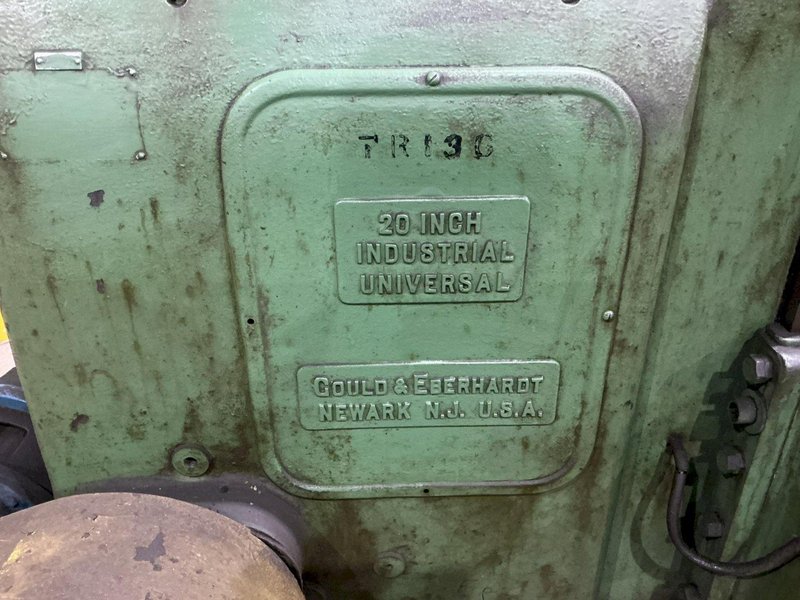 TR13C
20 INCH
INDUSTRIAL
UNIVERSAL
GOULD & EBERHARDT
NEWARK N.J. U.S.A.